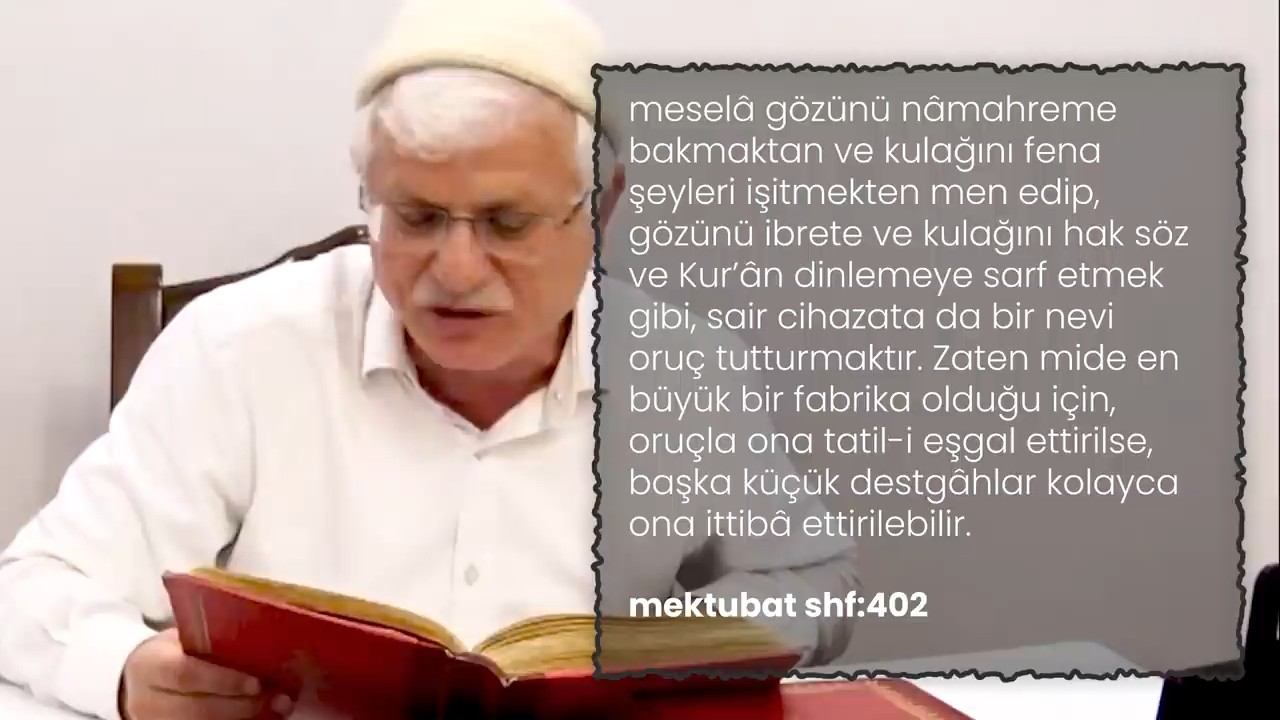 meselâ gözünü nâmahreme
bakmaktan ve kulağını fena
şeyleri işitmekten men edip,
gözünü ibrete ve kulağını hak söz
ve Kur’ân dinlemeye sarf etmek
gibi, sair cihazata da bir nevi
oruç tutturmaktır. Zaten mide en
büyük bir fabrika olduğu için,
oruçla ona tatil-i eşgal ettirilse,
başka küçük destgâhlar kolayca
ona ittibâ ettirilebilir.
mektubat shf:402